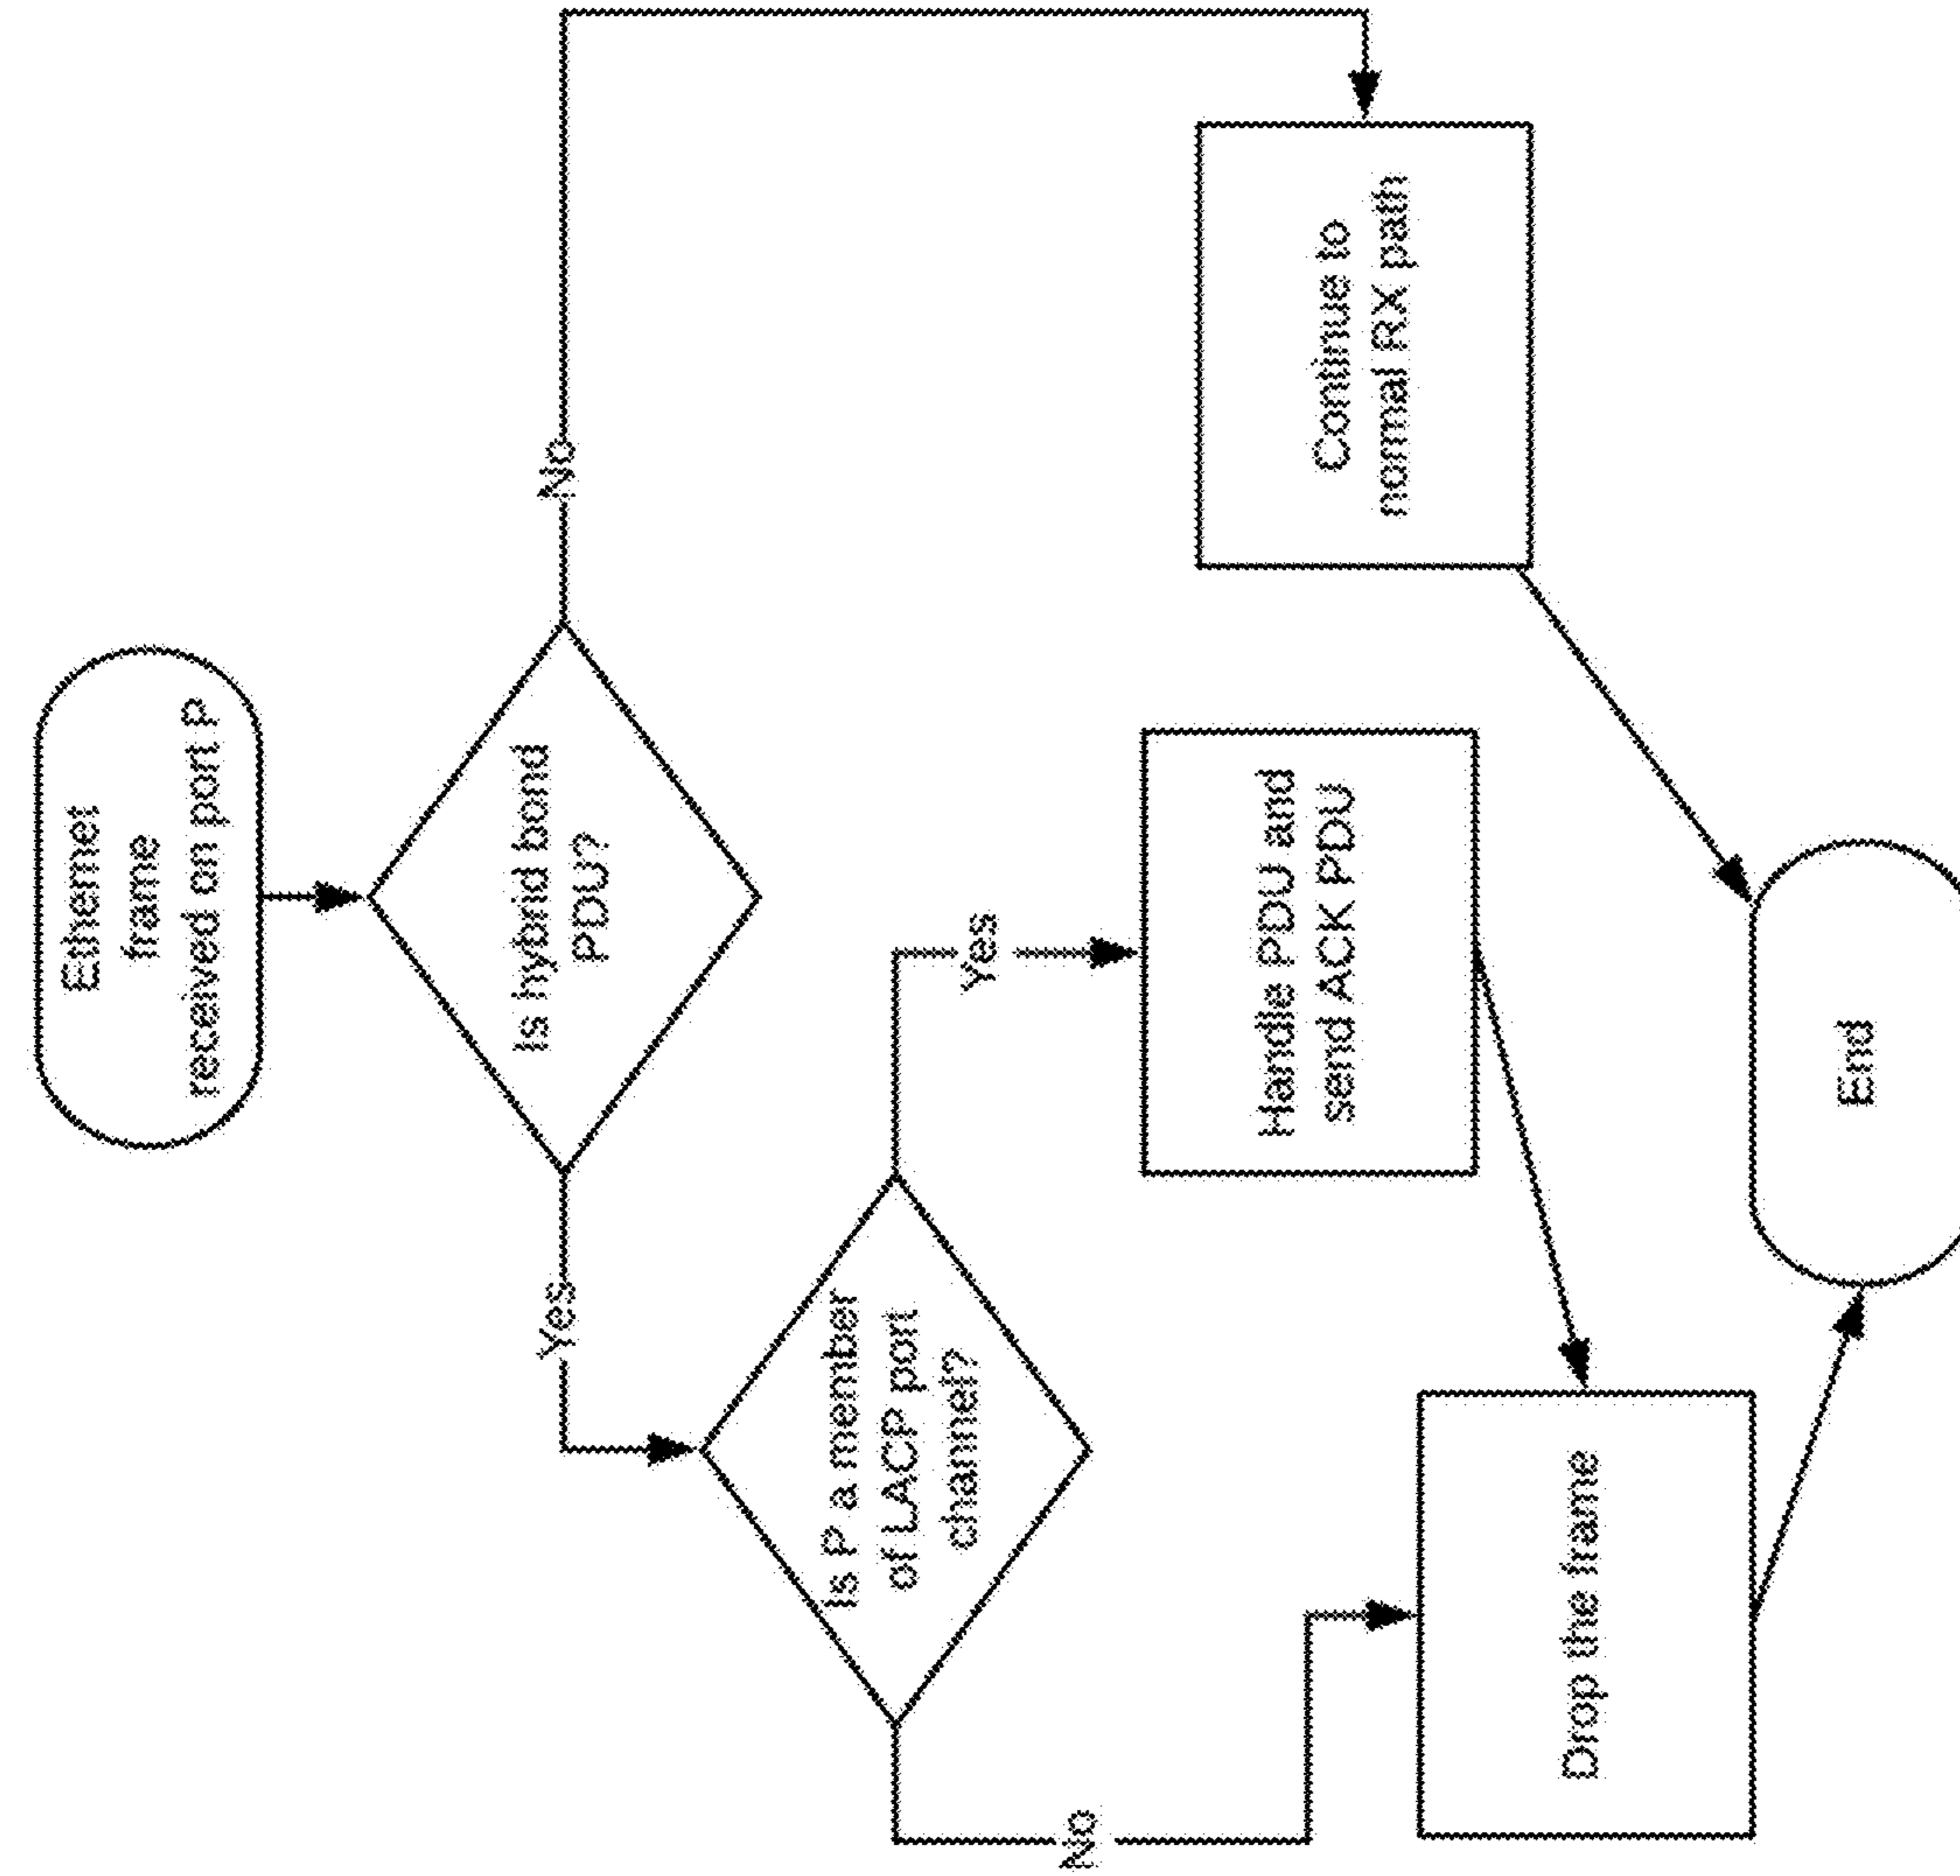 Ethernet
frame
received on port P
Is hybrid bond
PDU?
Yes
No
Is P a member
of LACP port
channel?
Yes
No
Handle PDU and
send ACK PDU
Continue to
normal RX path
Drop the frame
End